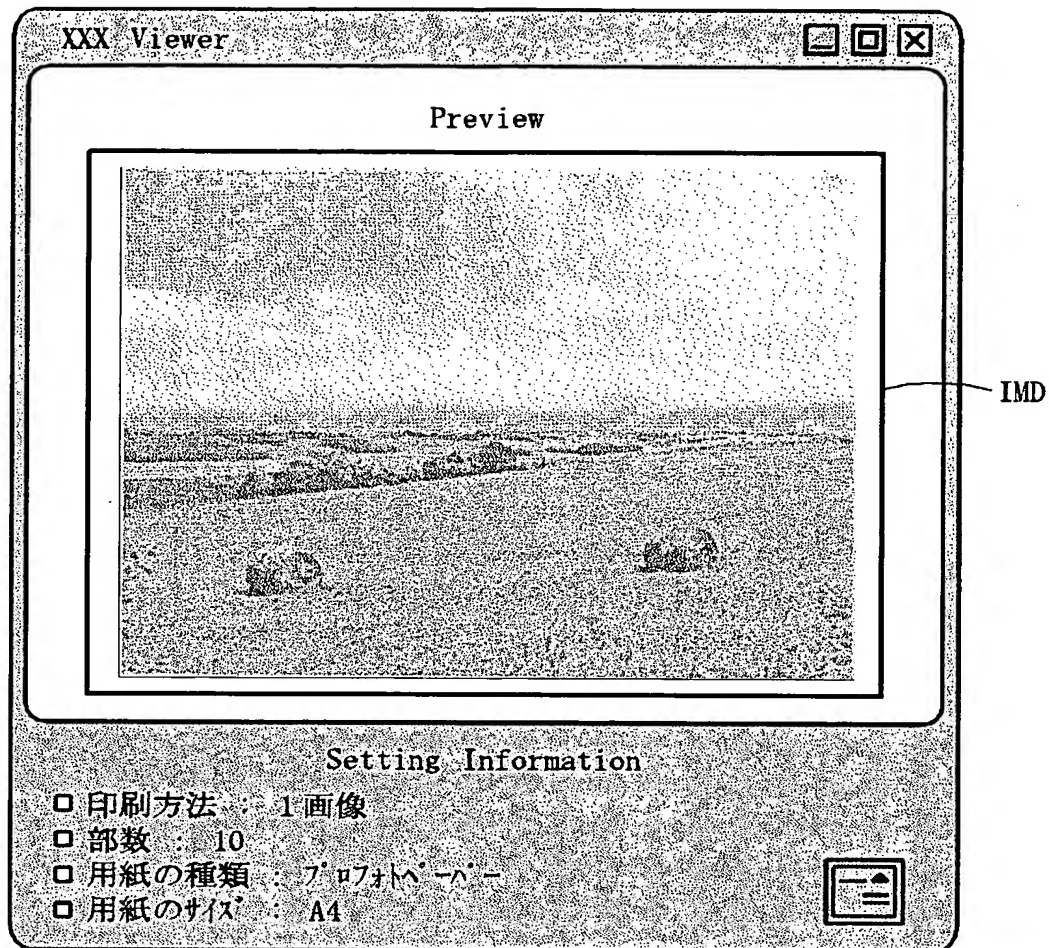 XXX Viewer
Preview
IMD
Setting Information
印刷方法 : 1画像
部数 : 10
用紙の種類 : プロフォトペーパー
用紙のサイズ : A4